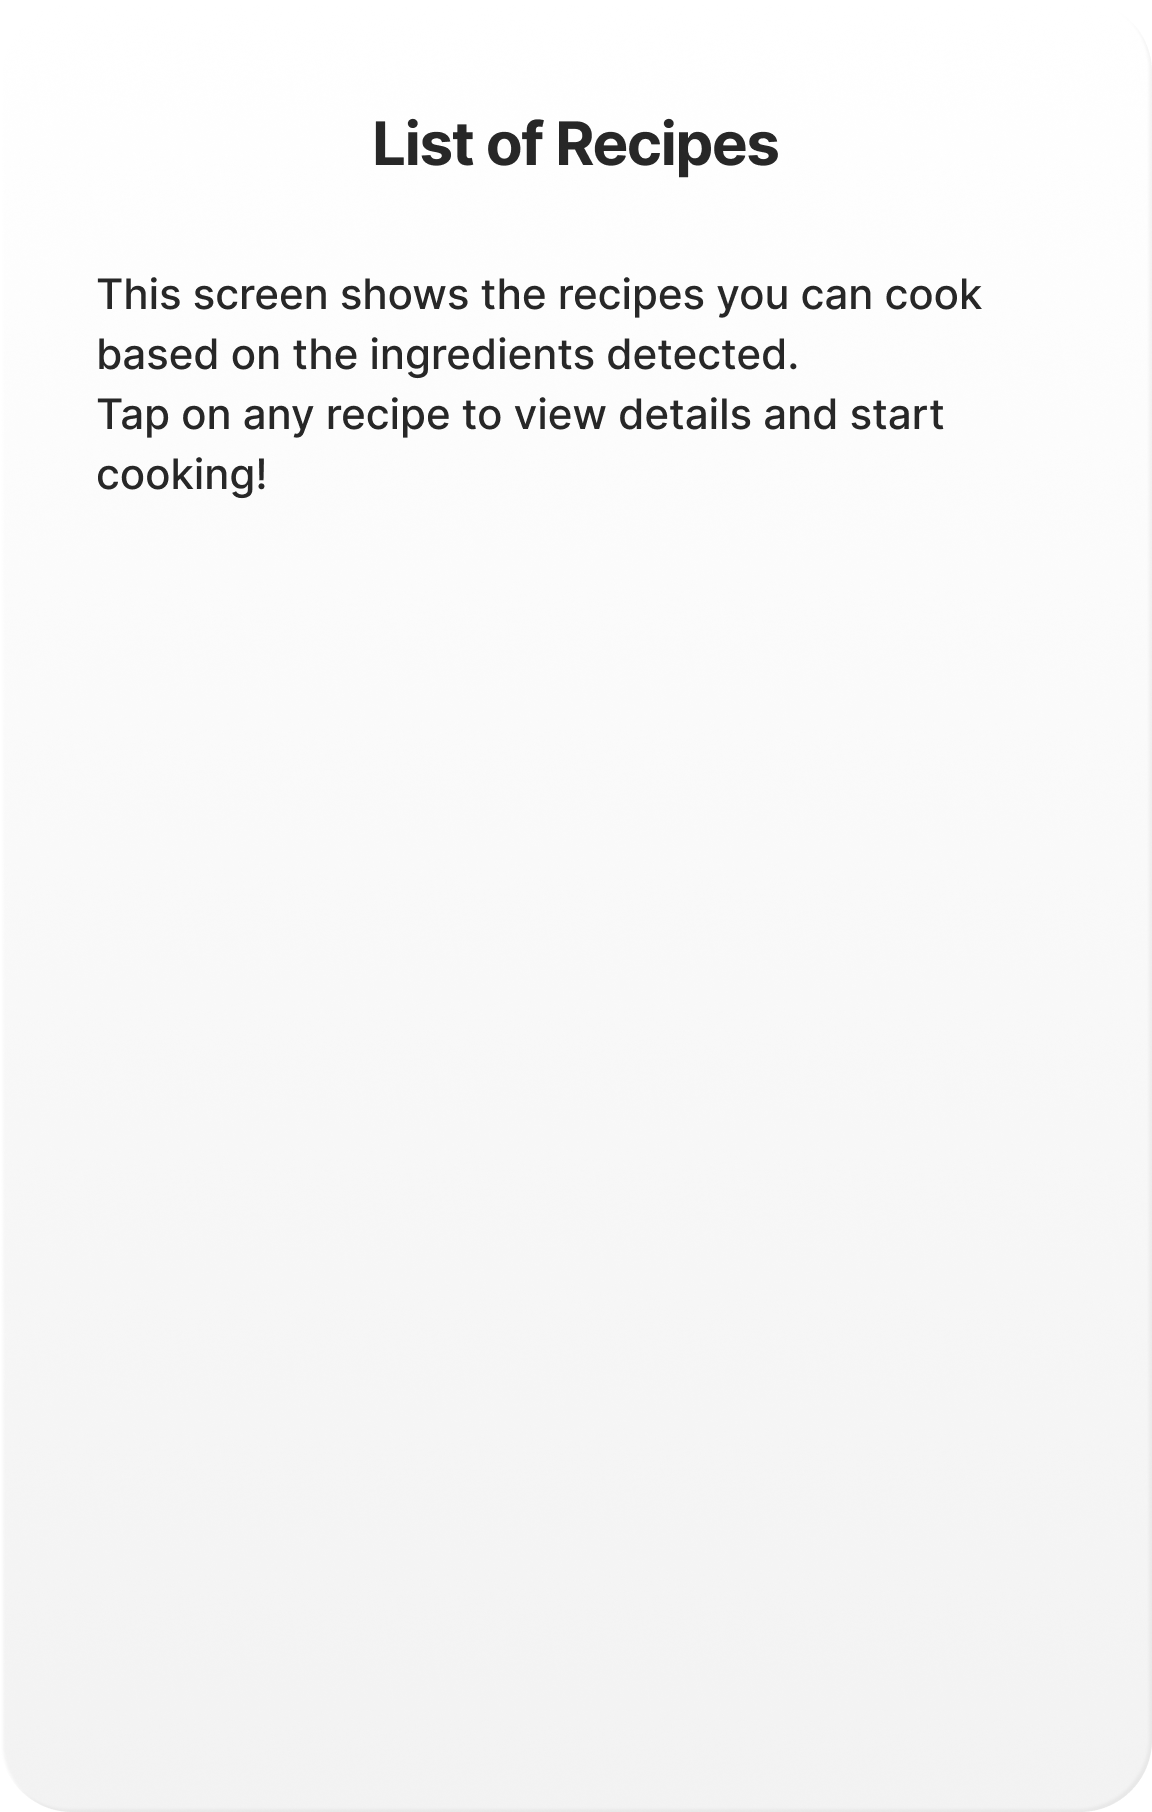 List of Recipes
This screen shows the recipes you can cook
based on the ingredients detected.
Tap on any recipe to view details and start
cooking!